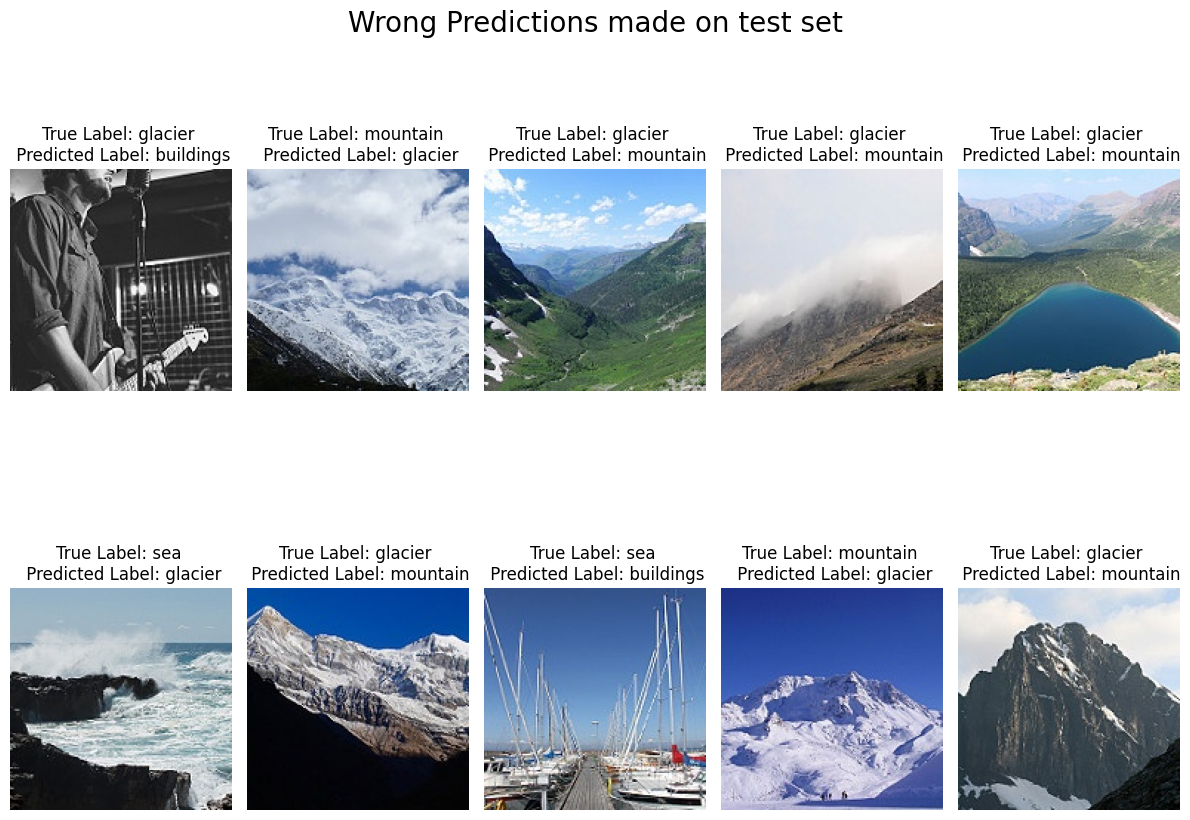 Wrong Predictions made on test set
True Label: glacier
Predicted Label: buildings
True Label: mountain
Predicted Label: glacier
True Label: glacier
Predicted Label: mountain
True Label: glacier
Predicted Label: mountain
True Label: glacier
Predicted Label: mountain
True Label: sea
Predicted Label: glacier
True Label: glacier
Predicted Label: mountain
True Label: sea
Predicted Label: buildings
True Label: mountain
Predicted Label: glacier
True Label: glacier
Predicted Label: mountain